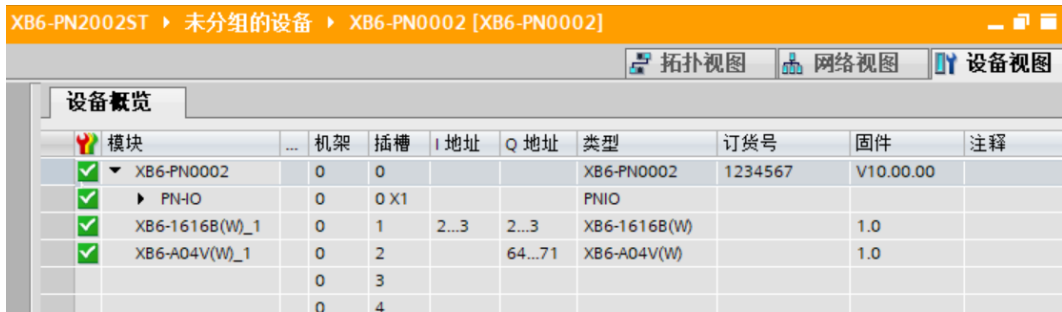 XB6-PN2002ST ▸ 未分组的设备 ▸ XB6-PN0002 [XB6-PN0002]
拓扑视图 网络视图 设备视图
设备概览
模块 ... 机架 插槽 I 地址 Q 地址 类型 订货号 固件 注释
XB6-PN0002 0 0 XB6-PN0002 1234567 V10.00.00
PN-IO 0 0 X1 PNIO
XB6-1616B(W)_1 0 1 2...3 2...3 XB6-1616B(W) 1.0
XB6-A04V(W)_1 0 2 64...71 XB6-A04V(W) 1.0
0 3
0 4